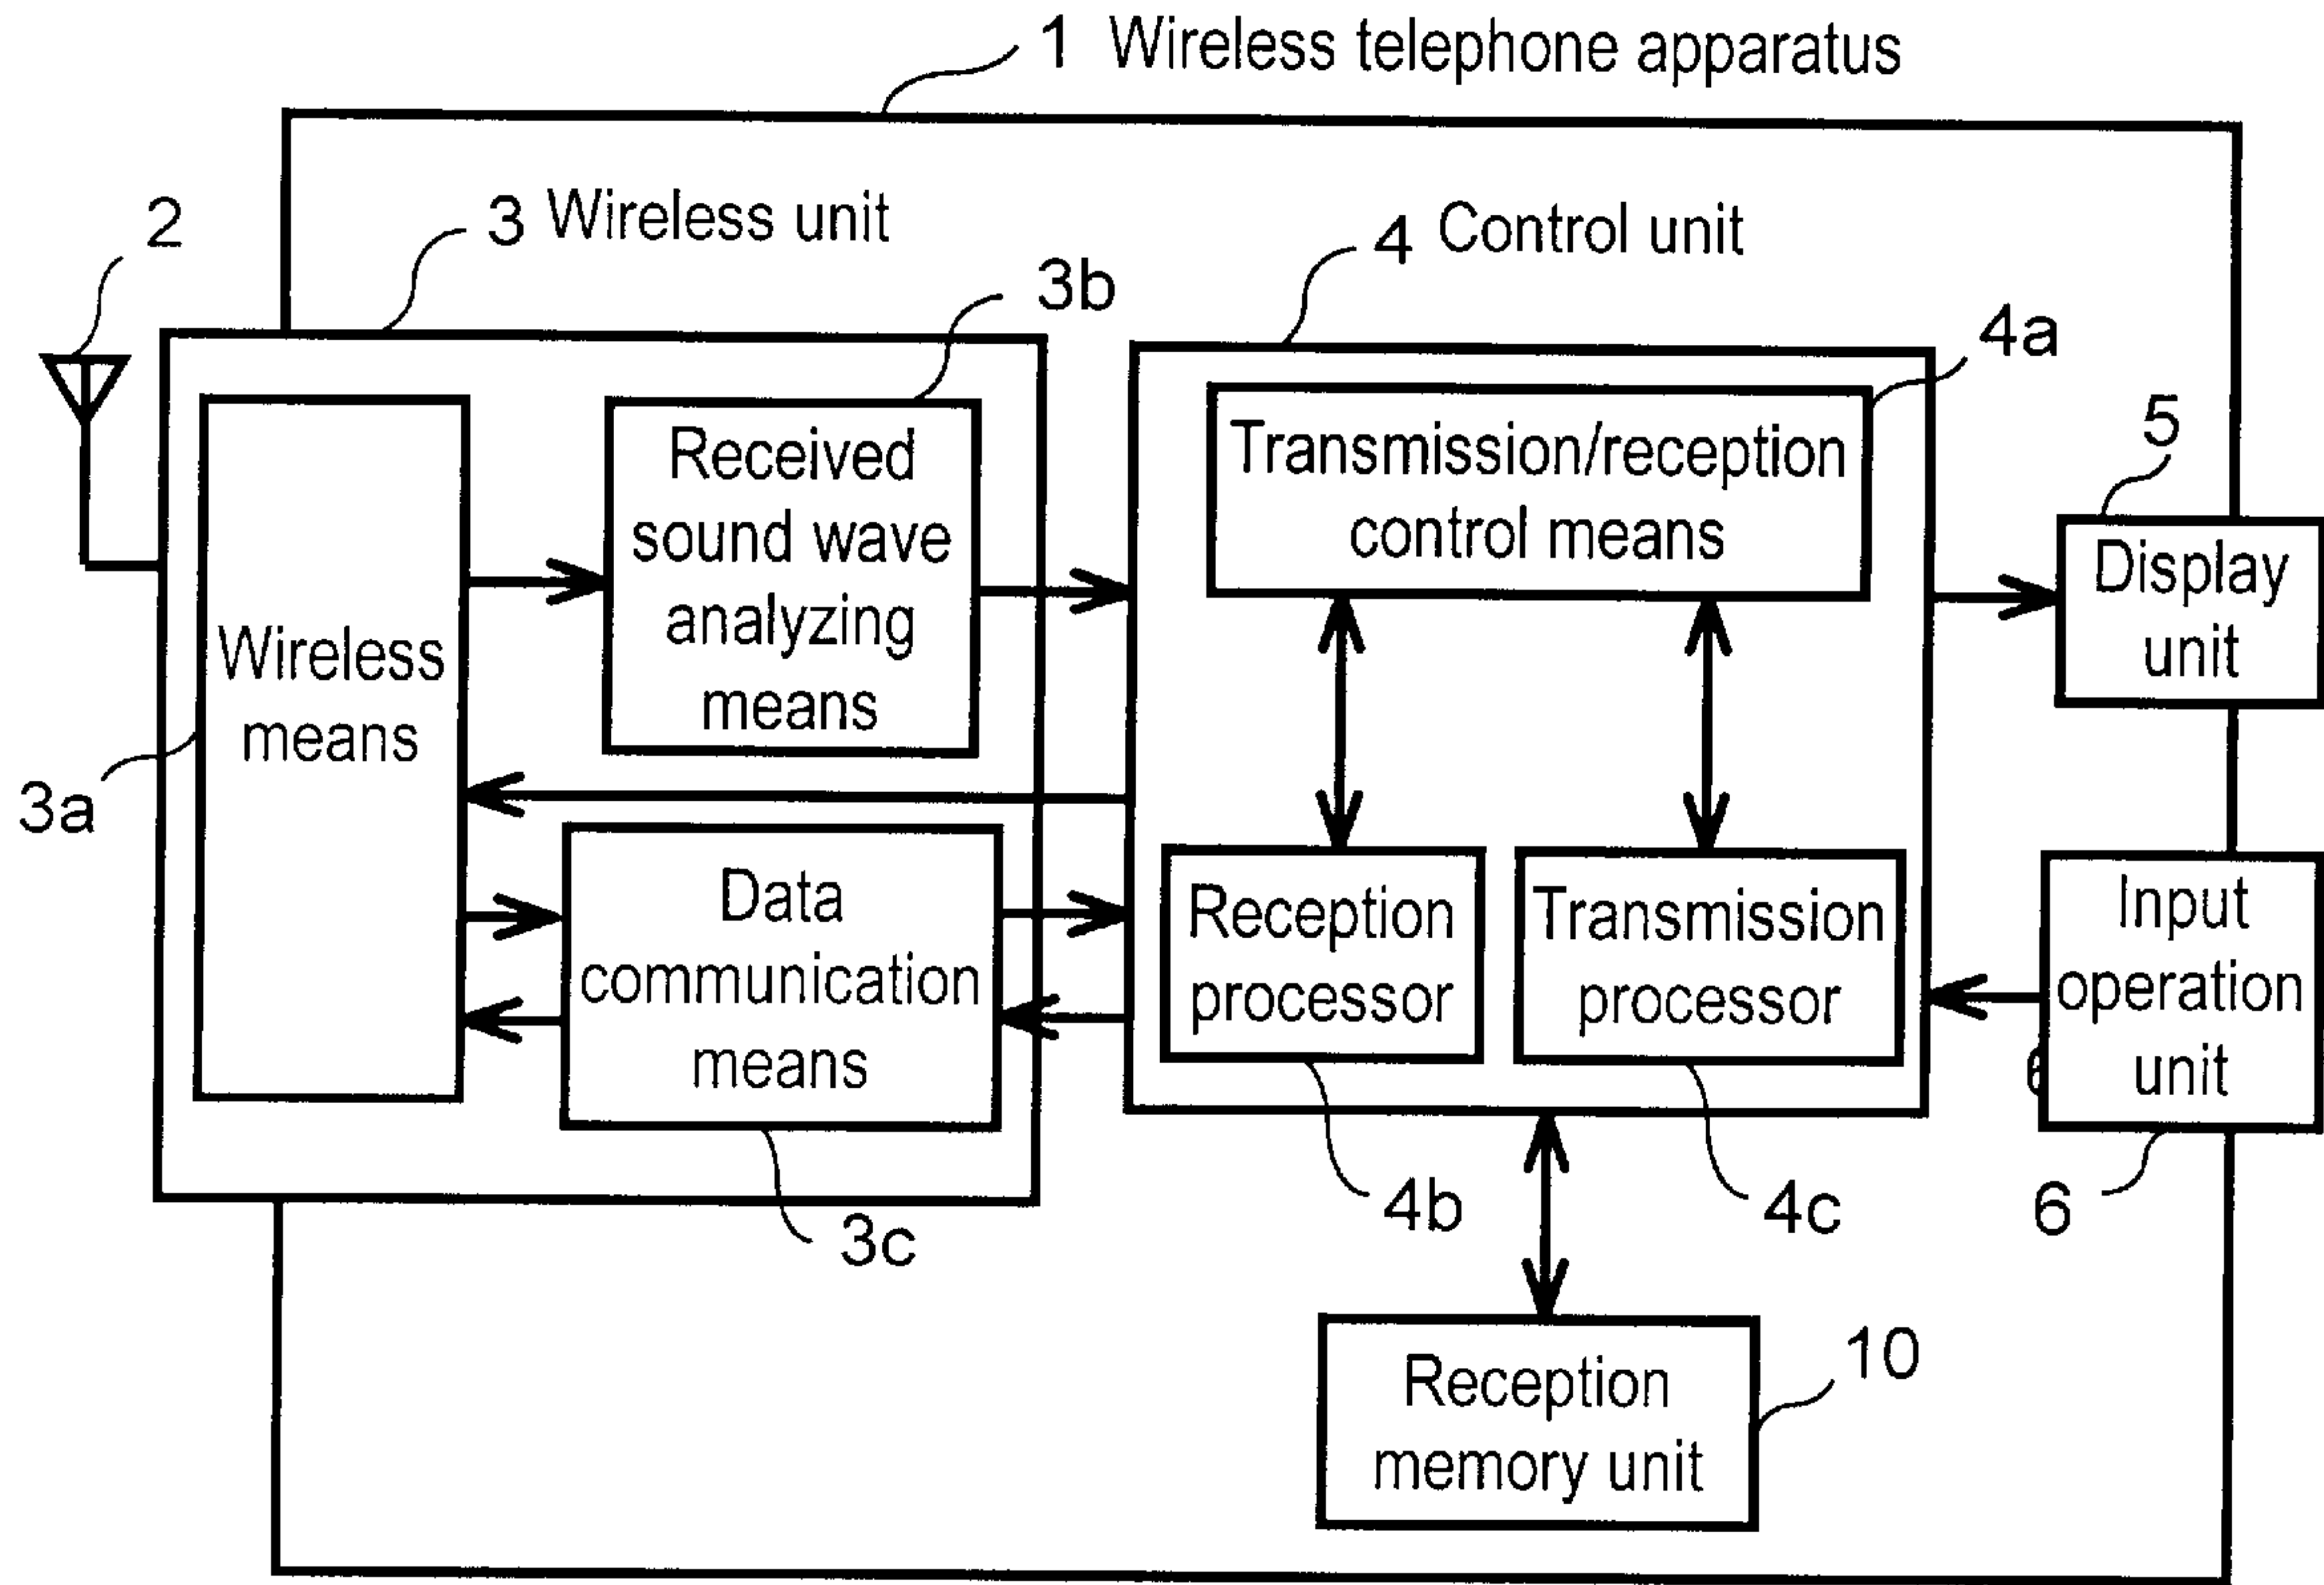 1 Wireless telephone apparatus
2
3 Wireless unit
3b
4 Control unit
4a
5
Received
sound wave
analyzing
means
Transmission/reception
control means
Display
unit
Wireless
means
3a
Data
communication
means
Reception
processor
Transmission
processor
Input
operation
unit
3c
4b
4c
6
Reception
memory unit
10